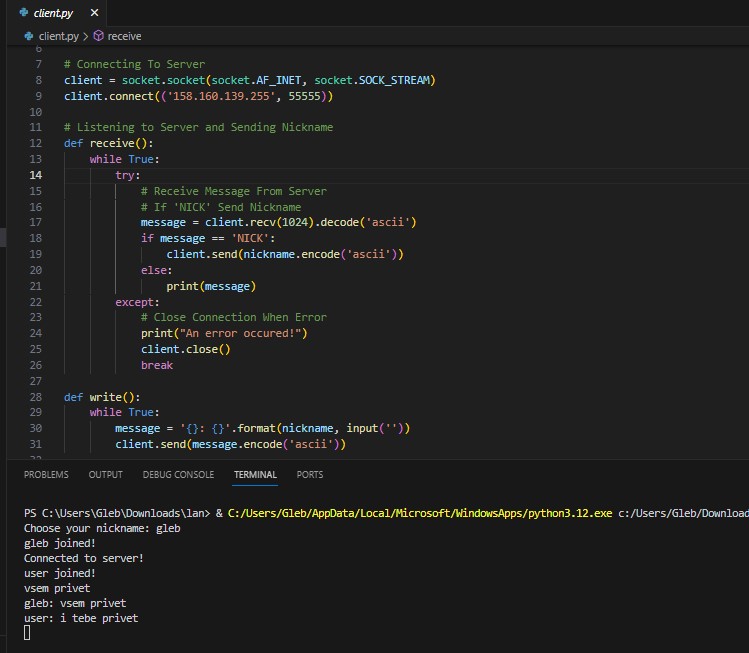 client.py ×
client.py > receive
6
7 # Connecting To Server
8 client = socket.socket(socket.AF_INET, socket.SOCK_STREAM)
9 client.connect(('158.160.139.255', 55555))
10
11 # Listening to Server and Sending Nickname
12 def receive():
13     while True:
14         try:
15             # Receive Message From Server
16             # If 'NICK' Send Nickname
17             message = client.recv(1024).decode('ascii')
18             if message == 'NICK':
19                 client.send(nickname.encode('ascii'))
20             else:
21                 print(message)
22         except:
23             # Close Connection When Error
24             print("An error occured!")
25             client.close()
26             break
27
28 def write():
29     while True:
30         message = '{}: {}'.format(nickname, input(''))
31         client.send(message.encode('ascii'))
32
PROBLEMS OUTPUT DEBUG CONSOLE TERMINAL PORTS
PS C:\Users\Gleb\Downloads\lan> & C:/Users/Gleb/AppData/Local/Microsoft/WindowsApps/python3.12.exe c:/Users/Gleb/Download
Choose your nickname: gleb
gleb joined!
Connected to server!
user joined!
vsem privet
gleb: vsem privet
user: i tebe privet